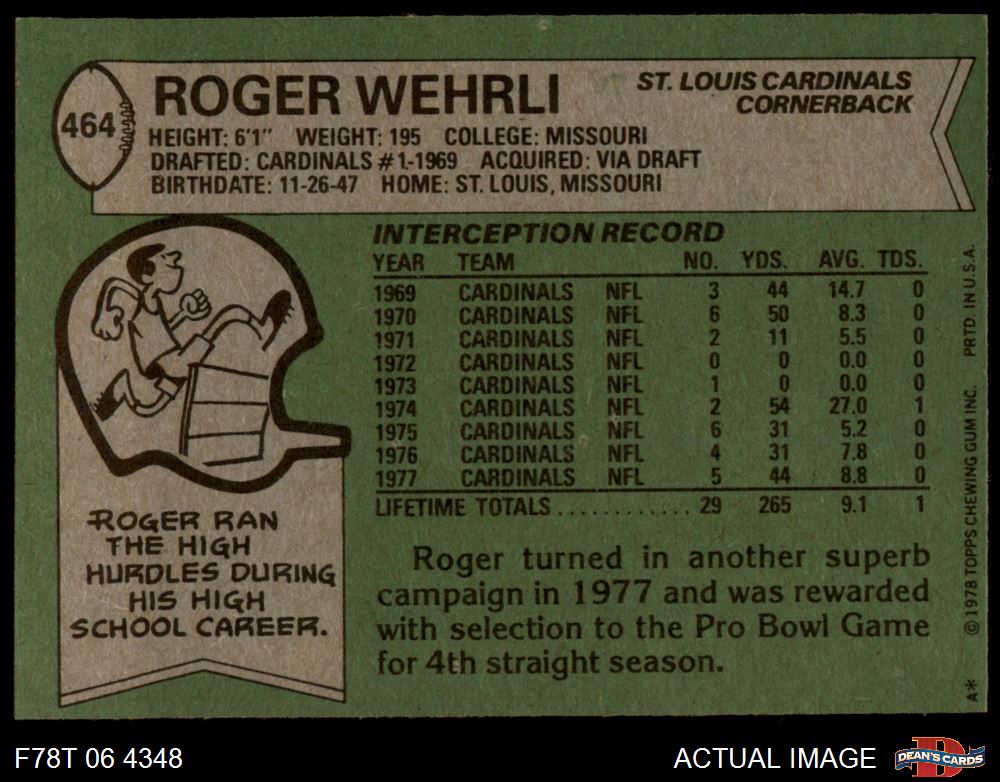 464
ROGER WEHRLI
ST. LOUIS CARDINALS
CORNERBACK
HEIGHT: 6'1" WEIGHT: 195 COLLEGE: MISSOURI
DRAFTED: CARDINALS #1-1969 ACQUIRED: VIA DRAFT
BIRTHDATE: 11-26-47 HOME: ST. LOUIS, MISSOURI
INTERCEPTION RECORD
YEAR TEAM NO. YDS. AVG. TDS.
1969 CARDINALS NFL 3 44 14.7 0
1970 CARDINALS NFL 6 50 8.3 0
1971 CARDINALS NFL 2 11 5.5 0
1972 CARDINALS NFL 0 0 0.0 0
1973 CARDINALS NFL 1 0 0.0 0
1974 CARDINALS NFL 2 54 27.0 1
1975 CARDINALS NFL 6 31 5.2 0
1976 CARDINALS NFL 4 31 7.8 0
1977 CARDINALS NFL 5 44 8.8 0
LIFETIME TOTALS ............ 29 265 9.1 1
ROGER RAN
THE HIGH
HURDLES DURING
HIS HIGH
SCHOOL CAREER.
Roger turned in another superb
campaign in 1977 and was rewarded
with selection to the Pro Bowl Game
for 4th straight season.
A* © 1978 TOPPS CHEWING GUM INC. PRTD. IN U.S.A.
F78T 06 4348
ACTUAL IMAGE
D
DEAN'S CARDS